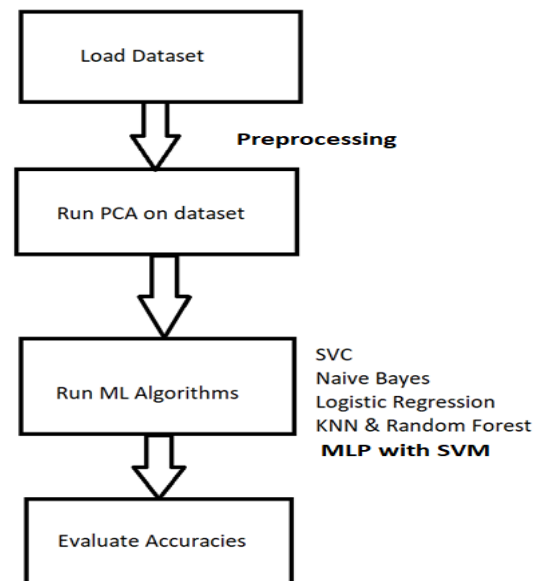 Load Dataset
Preprocessing
Run PCA on dataset
Run ML Algorithms
SVC
Naive Bayes
Logistic Regression
KNN & Random Forest
MLP with SVM
Evaluate Accuracies